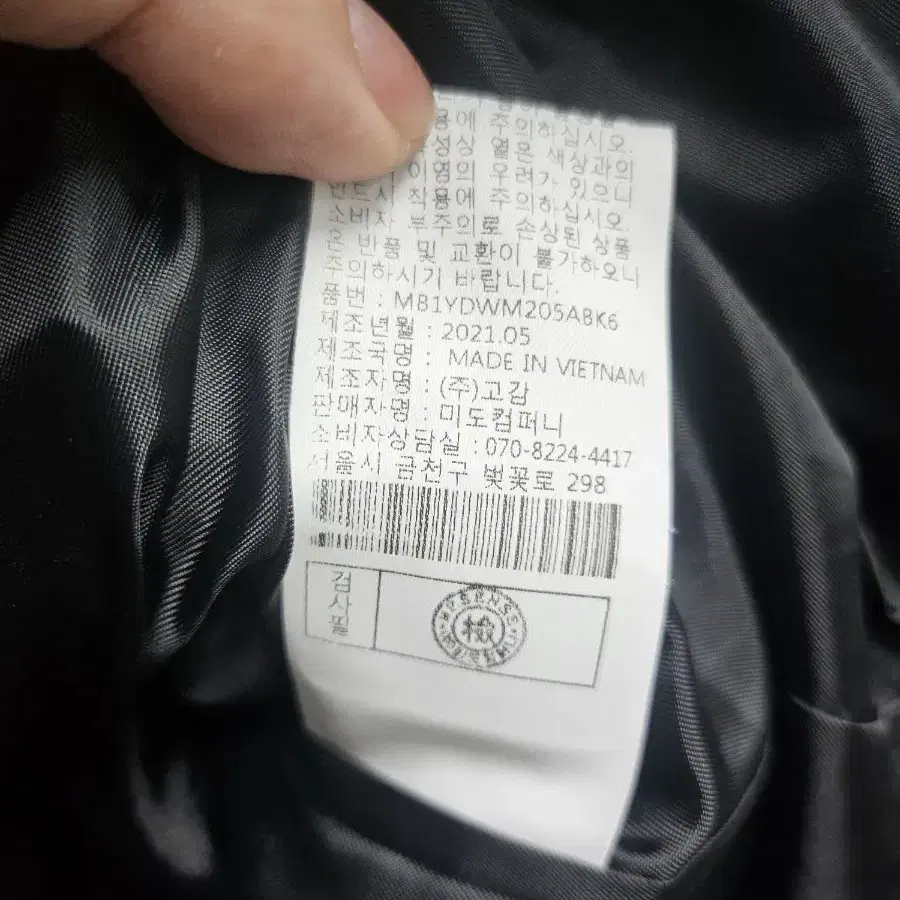 용에 주의하십시오.
특성상 옅은 색상과의
이염의 우려가 있으니
반드시 착용에 주의하십시오.
소비자 부주의로 손상된 상품
은 반품 및 교환이 불가하오니
주의하시기 바랍니다.
품번 : MB1YDWM205ABK6
제조년월 : 2021.05
제조국명 : MADE IN VIETNAM
제조자명 : (주)고감
판매자명 : 미도컴퍼니
소비자상담실 : 070-8224-4417
서울시 금천구 벚꽃로 298
검사필
檢